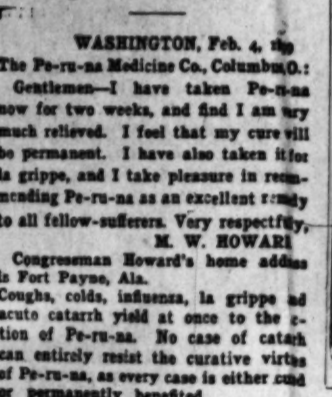 WASHINGTON, Feb. 4,
The Pe-ru-na Medicine Co., Columbus, O.:
Gentlemen—I have taken Pe-ru-na
now for two weeks, and find I am very
much relieved. I feel that my cure will
be permanent. I have also taken it for
la grippe, and I take pleasure in recom-
mending Pe-ru-na as an excellent remedy
to all fellow-sufferers. Very respectfully,
M. W. HOWARD
Congressman Howard's home address
is Fort Payne, Ala.
Coughs, colds, influenza, la grippe and
acute catarrh yield at once to the
tion of Pe-ru-na. No case of catarrh
can entirely resist the curative virtues
of Pe-ru-na, as every case is either cured
or permanently benefited.